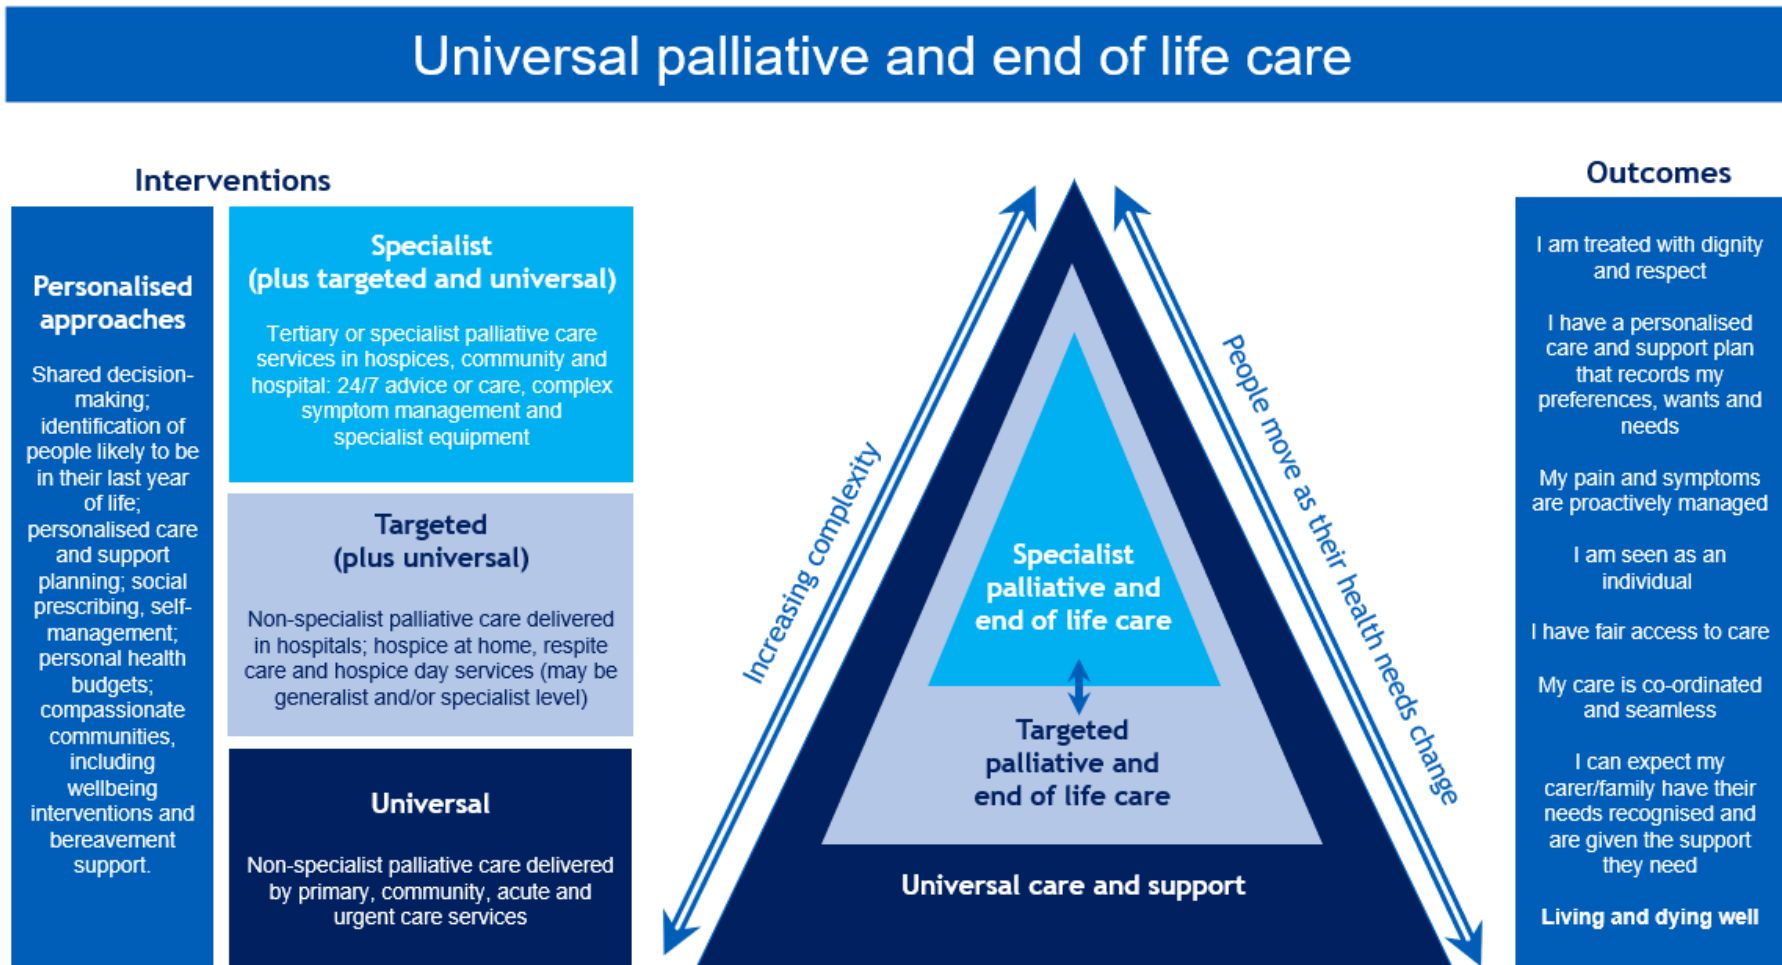 Universal palliative and end of life care
Interventions
Personalised
approaches
Shared decision-
making;
identification of
people likely to be
in their last year
of life;
personalised care
and support
planning; social
prescribing, self-
management;
personal health
budgets;
compassionate
communities,
including
wellbeing
interventions and
bereavement
support.
Specialist
(plus targeted and universal)
Tertiary or specialist palliative care
services in hospices, community and
hospital: 24/7 advice or care, complex
symptom management and
specialist equipment
Targeted
(plus universal)
Non-specialist palliative care delivered
in hospitals; hospice at home, respite
care and hospice day services (may be
generalist and/or specialist level)
Universal
Non-specialist palliative care delivered
by primary, community, acute and
urgent care services
Increasing complexity
Specialist
palliative and
end of life care
Targeted
palliative and
end of life care
Universal care and support
People move as their health needs change
Outcomes
I am treated with dignity
and respect
I have a personalised
care and support plan
that records my
preferences, wants and
needs
My pain and symptoms
are proactively managed
I am seen as an
individual
I have fair access to care
My care is co-ordinated
and seamless
I can expect my
carer/family have their
needs recognised and
are given the support
they need
Living and dying well